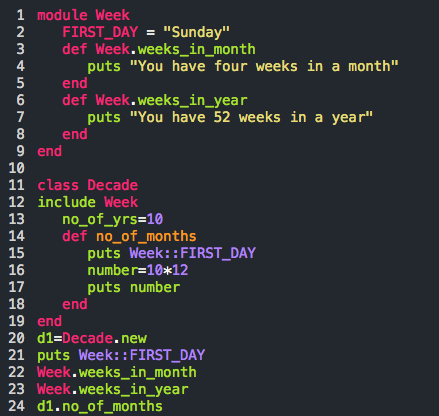 1 module Week
2    FIRST_DAY = "Sunday"
3    def Week.weeks_in_month
4       puts "You have four weeks in a month"
5    end
6    def Week.weeks_in_year
7       puts "You have 52 weeks in a year"
8    end
9 end
10
11 class Decade
12 include Week
13    no_of_yrs=10
14    def no_of_months
15       puts Week::FIRST_DAY
16       number=10*12
17       puts number
18    end
19 end
20 d1=Decade.new
21 puts Week::FIRST_DAY
22 Week.weeks_in_month
23 Week.weeks_in_year
24 d1.no_of_months